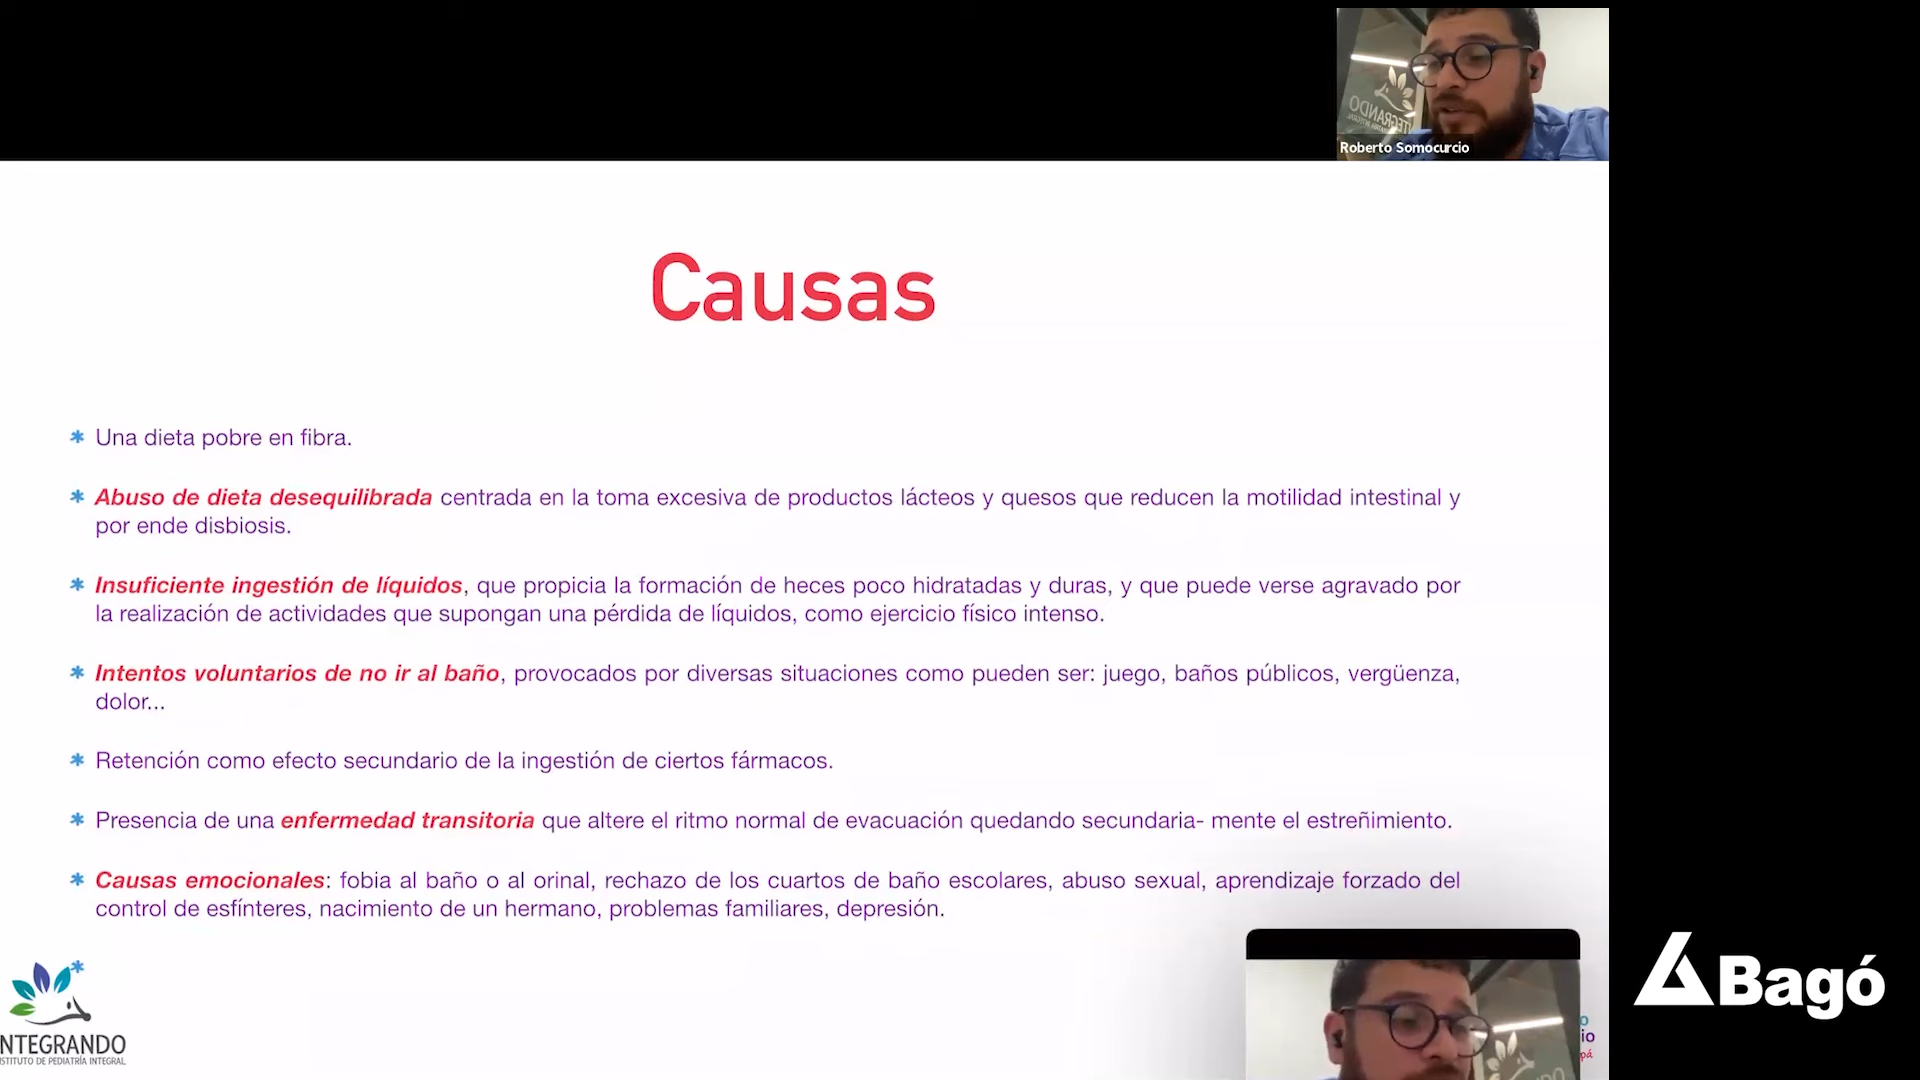 Roberto Somocurcio
Causas
* Una dieta pobre en fibra.
* Abuso de dieta desequilibrada centrada en la toma excesiva de productos lácteos y quesos que reducen la motilidad intestinal y
por ende disbiosis.
* Insuficiente ingestión de líquidos, que propicia la formación de heces poco hidratadas y duras, y que puede verse agravado por
la realización de actividades que supongan una pérdida de líquidos, como ejercicio físico intenso.
* Intentos voluntarios de no ir al baño, provocados por diversas situaciones como pueden ser: juego, baños públicos, vergüenza,
dolor...
* Retención como efecto secundario de la ingestión de ciertos fármacos.
* Presencia de una enfermedad transitoria que altere el ritmo normal de evacuación quedando secundaria- mente el estreñimiento.
* Causas emocionales: fobia al baño o al orinal, rechazo de los cuartos de baño escolares, abuso sexual, aprendizaje forzado del
control de esfínteres, nacimiento de un hermano, problemas familiares, depresión.
*
NTEGRANDO
STITUTO DE PEDIATRÍA INTEGRAL
Bagó